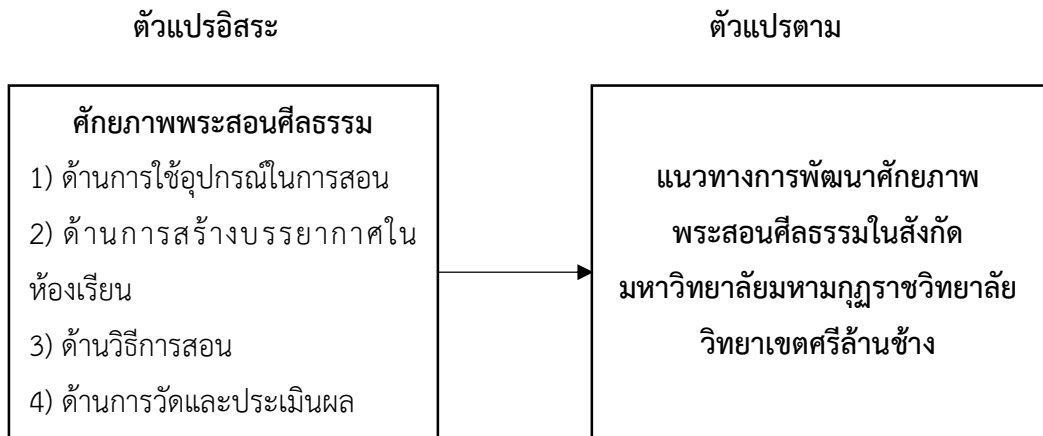 ตัวแปรอิสระ
ตัวแปรตาม
ศักยภาพพระสอนศีลธรรม
1) ด้านการใช้อุปกรณ์ในการสอน
2) ด้านการสร้างบรรยากาศใน
ห้องเรียน
3) ด้านวิธีการสอน
4) ด้านการวัดและประเมินผล
แนวทางการพัฒนาศักยภาพ
พระสอนศีลธรรมในสังกัด
มหาวิทยาลัยมหามกุฏราชวิทยาลัย
วิทยาเขตศรีล้านช้าง